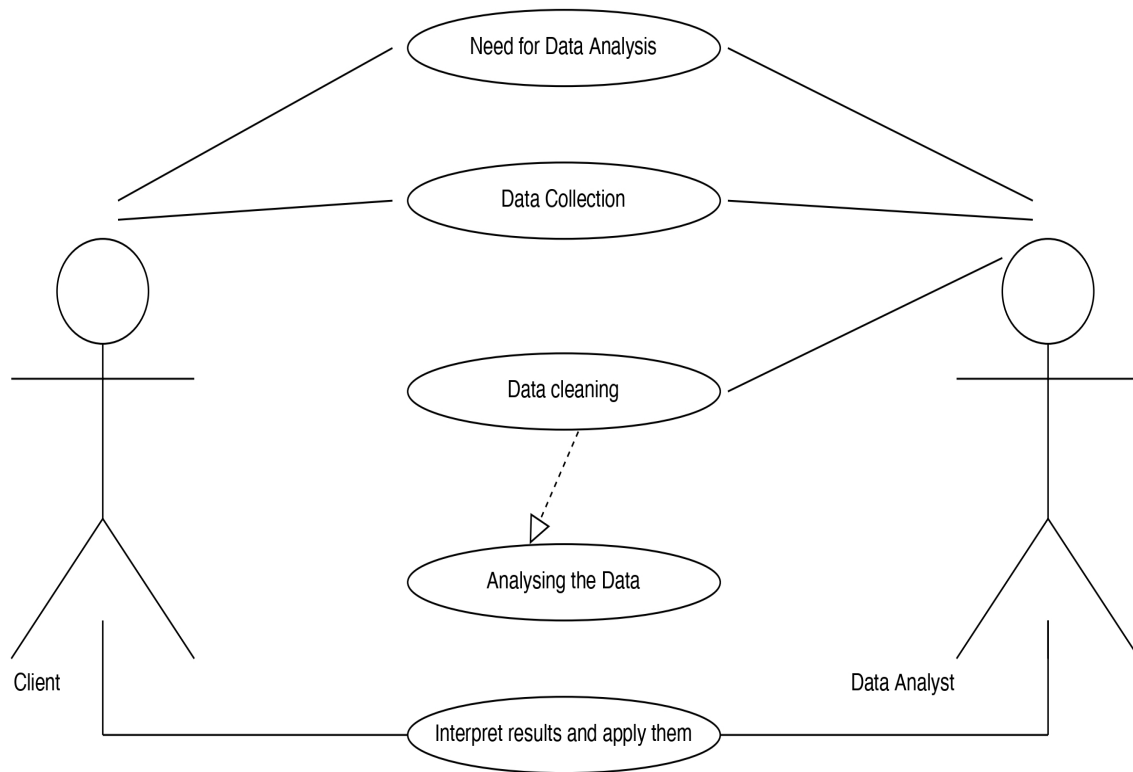 Need for Data Analysis
Data Collection
Data cleaning
Analysing the Data
Client
Data Analyst
Interpret results and apply them